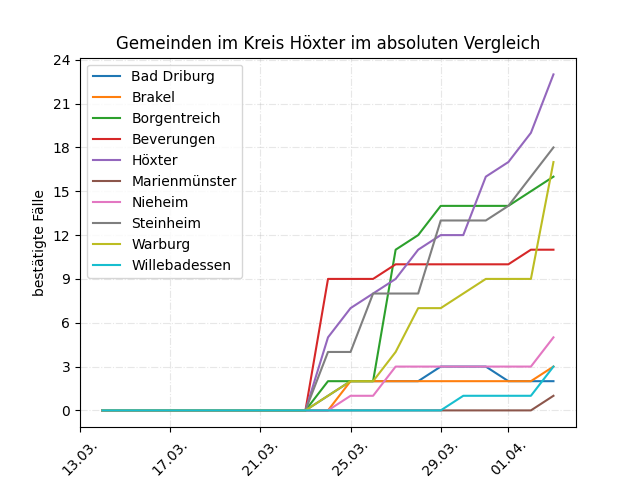 Gemeinden im Kreis Höxter im absoluten Vergleich
24
21
18
15
12
9
6
3
0
bestätigte Fälle
Bad Driburg
Brakel
Borgentreich
Beverungen
Höxter
Marienmünster
Nieheim
Steinheim
Warburg
Willebadessen
13.03.
17.03.
21.03.
25.03.
29.03.
01.04.